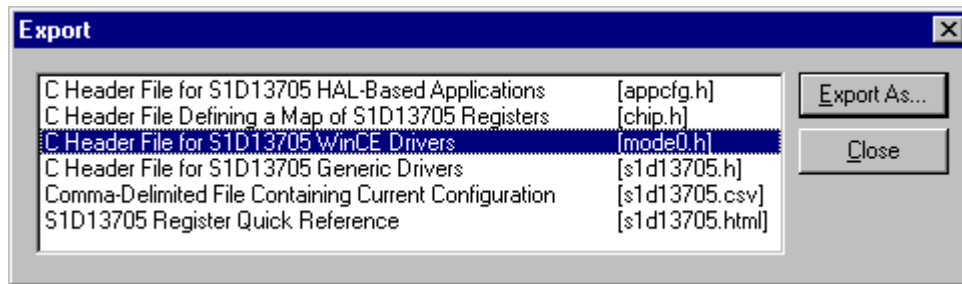 Export
C Header File for S1D13705 HAL-Based Applications [appcfg.h]
C Header File Defining a Map of S1D13705 Registers [chip.h]
C Header File for S1D13705 WinCE Drivers [mode0.h]
C Header File for S1D13705 Generic Drivers [s1d13705.h]
Comma-Delimited File Containing Current Configuration [s1d13705.csv]
S1D13705 Register Quick Reference [s1d13705.html]
Export As...
Close